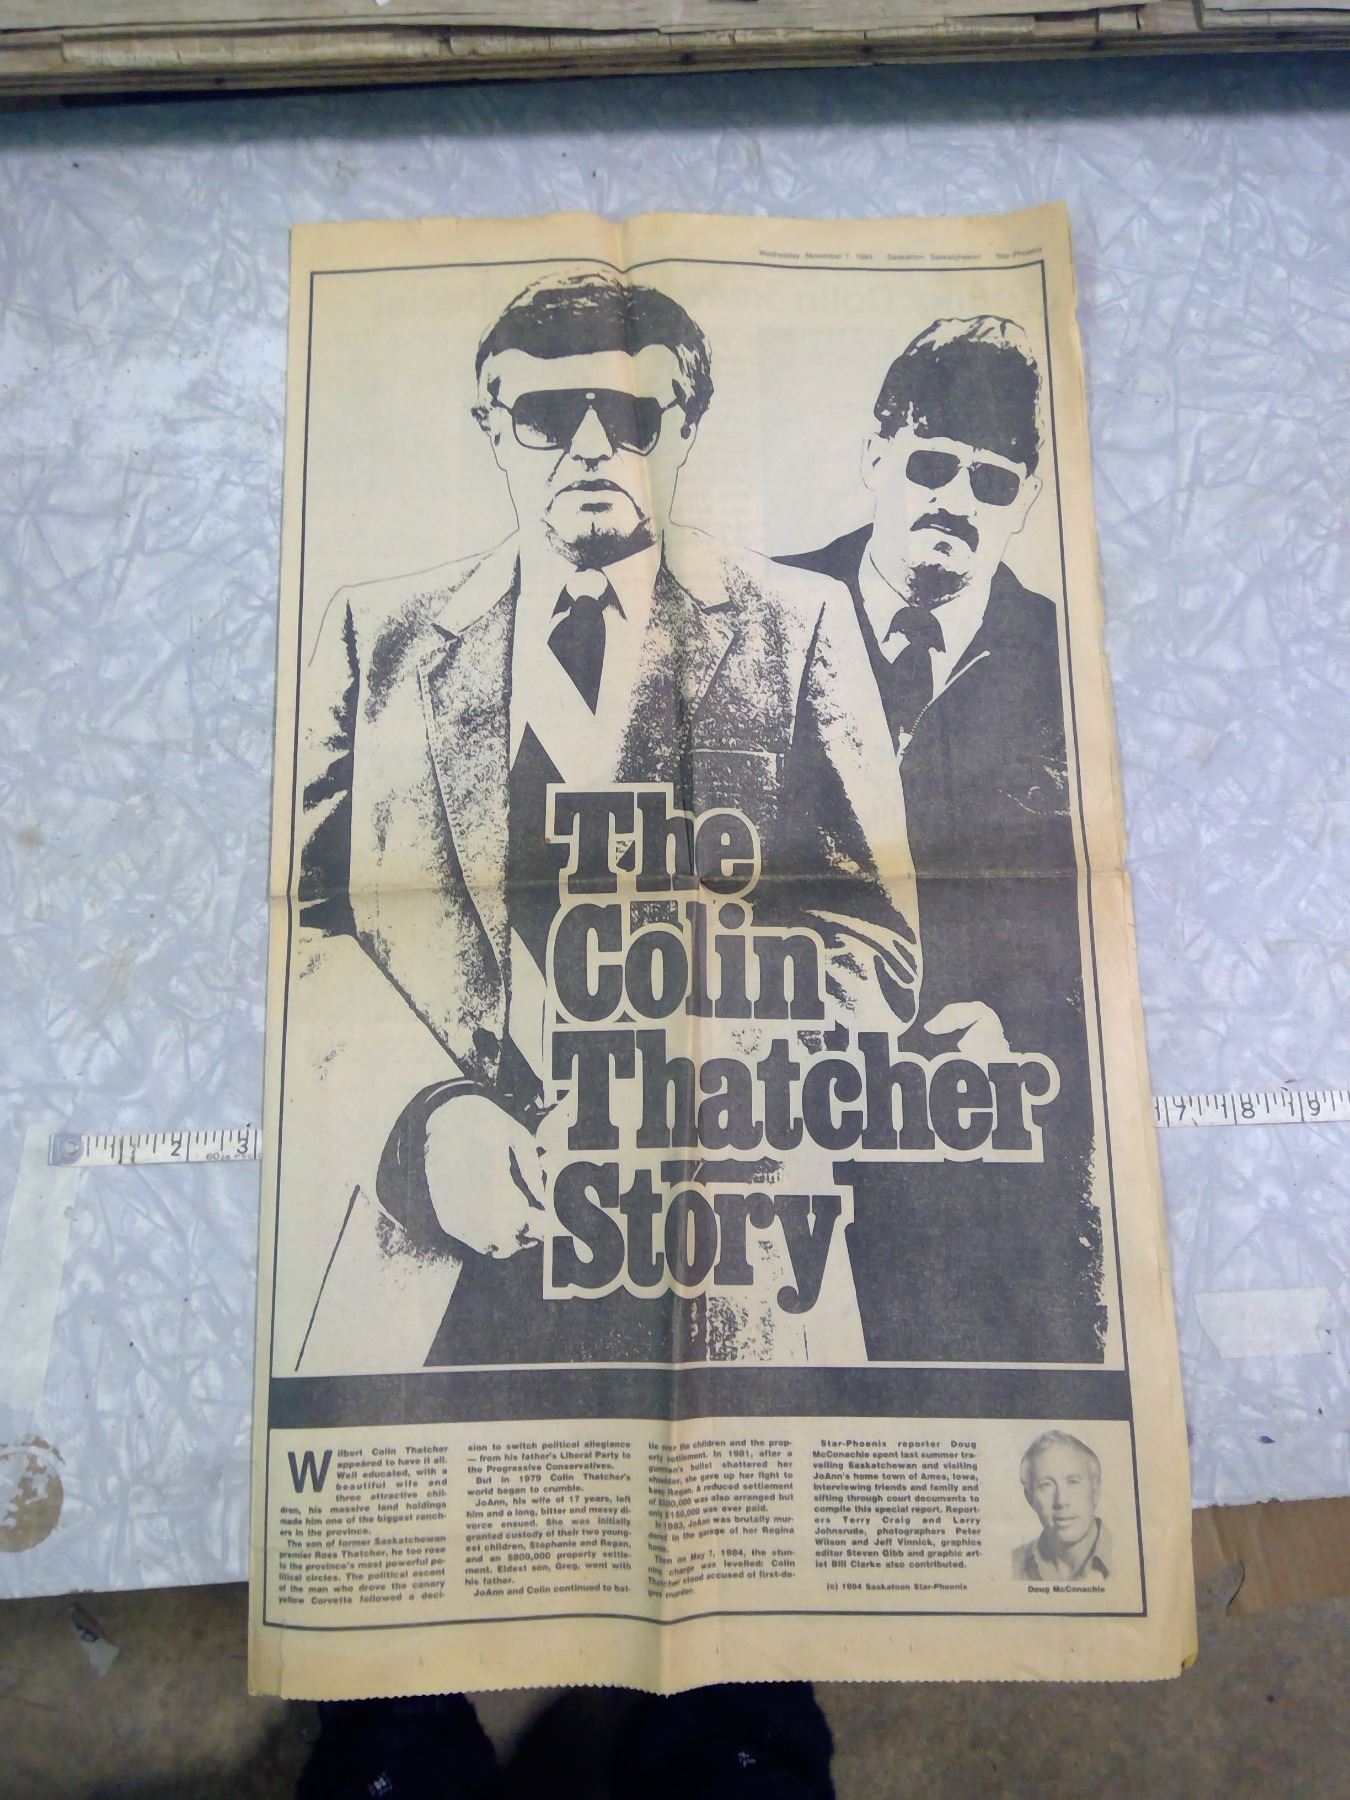 Wednesday, November 7, 1984 Saskatoon, Saskatchewan Star-Phoenix
The
Colin
Thatcher
Story
Wilbert Colin Thatcher
appeared to have it all.
Well educated, with a
beautiful wife and
three attractive chil-
dren, his massive land holdings
made him one of the biggest ranch-
ers in the province.
The son of former Saskatchewan
premier Ross Thatcher, he too rose
in the province's most powerful po-
litical circles. The political ascent
of the man who drove the canary
yellow Corvette followed a deci-
sion to switch political allegiance
— from his father's Liberal Party to
the Progressive Conservatives.
But in 1979 Colin Thatcher's
world began to crumble.
JoAnn, his wife of 17 years, left
him and a long, bitter and messy di-
vorce ensued. She was initially
granted custody of their two young-
est children, Stephanie and Regan,
and an $800,000 property settle-
ment. Eldest son, Greg, went with
his father.
JoAnn and Colin continued to bat-
tle over the children and the prop-
erty settlement. In 1981, after a
gunman's bullet shattered her
shoulder, she gave up her fight to
keep Regan. A reduced settlement
of $500,000 was also arranged but
only $150,000 was ever paid.
In 1983, JoAnn was brutally mur-
dered in the garage of her Regina
home.
Then on May 7, 1984, the stun-
ning charge was levelled: Colin
Thatcher stood accused of first-de-
gree murder.
Star-Phoenix reporter Doug
McConachie spent last summer tra-
velling Saskatchewan and visiting
JoAnn's home town of Ames, Iowa,
interviewing friends and family and
sifting through court documents to
compile this special report. Report-
ers Terry Craig and Larry
Johnsrude, photographers Peter
Wilson and Jeff Vinnick, graphics
editor Steven Gibb and graphic art-
ist Bill Clarke also contributed.
(c) 1984 Saskatoon Star-Phoenix
Doug McConachie
2 3
7 8 9